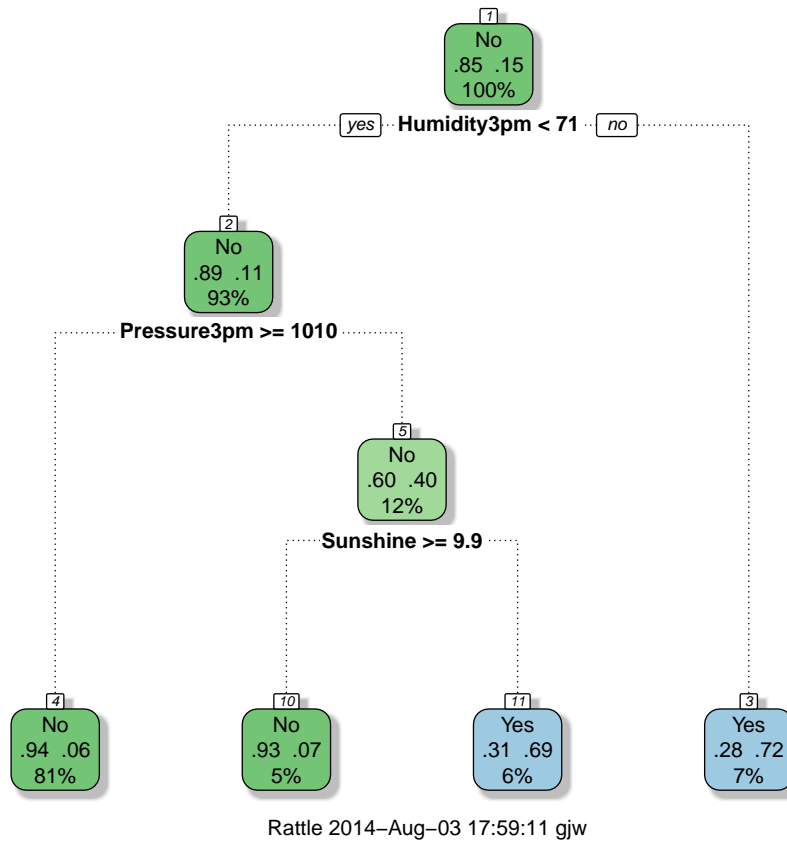 1
No
.85 .15
100%
yes Humidity3pm < 71 no
2
No
.89 .11
93%
Pressure3pm >= 1010
5
No
.60 .40
12%
Sunshine >= 9.9
4
No
.94 .06
81%
10
No
.93 .07
5%
11
Yes
.31 .69
6%
3
Yes
.28 .72
7%
Rattle 2014−Aug−03 17:59:11 gjw